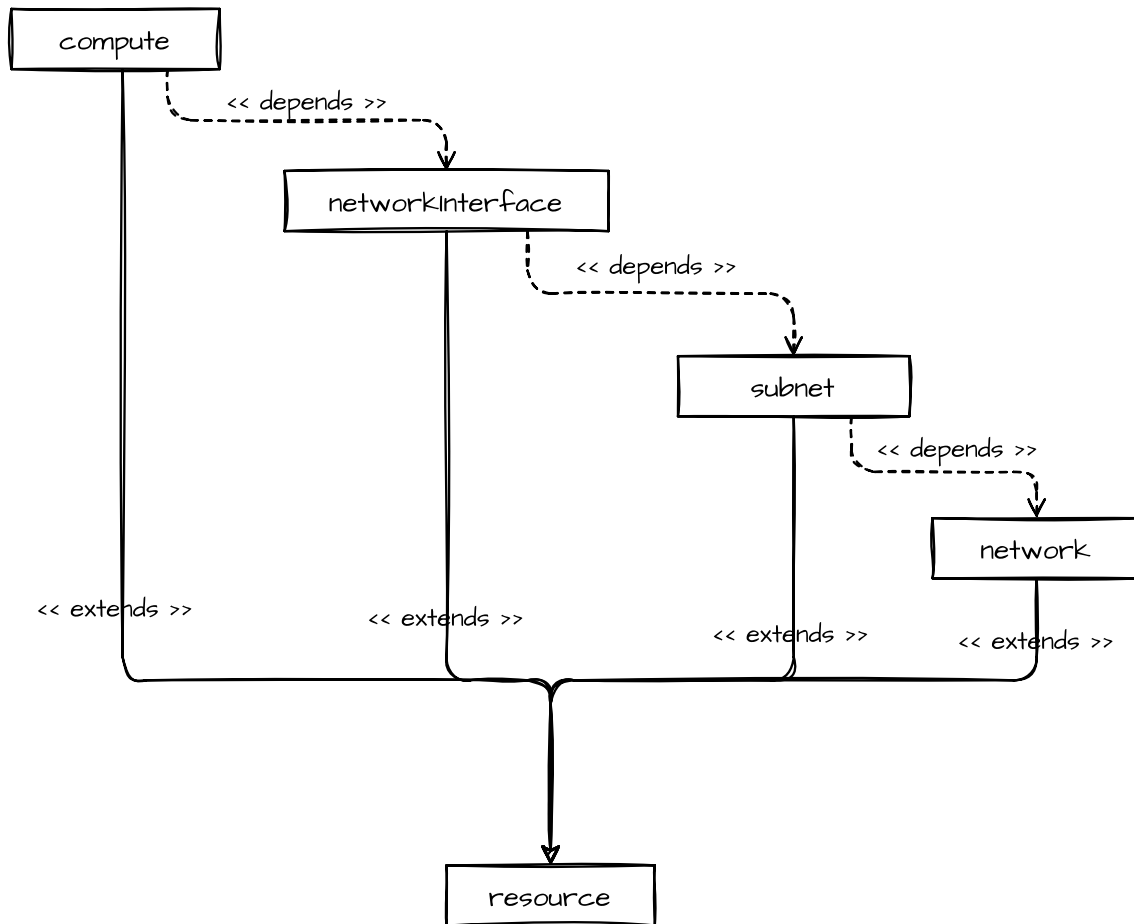 compute
<< depends >>
networkInterface
<< depends >>
subnet
<< depends >>
network
<< extends >>
<< extends >>
<< extends >>
<< extends >>
resource